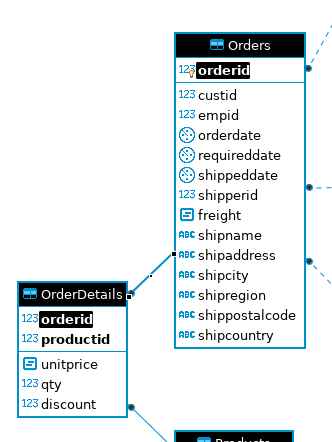 Orders
123 orderid
123 custid
123 empid
orderdate
requireddate
shippeddate
123 shipperid
freight
ABC shipname
ABC shipaddress
ABC shipcity
ABC shipregion
ABC shippostalcode
ABC shipcountry
OrderDetails
123 orderid
123 productid
unitprice
123 qty
123 discount
Products